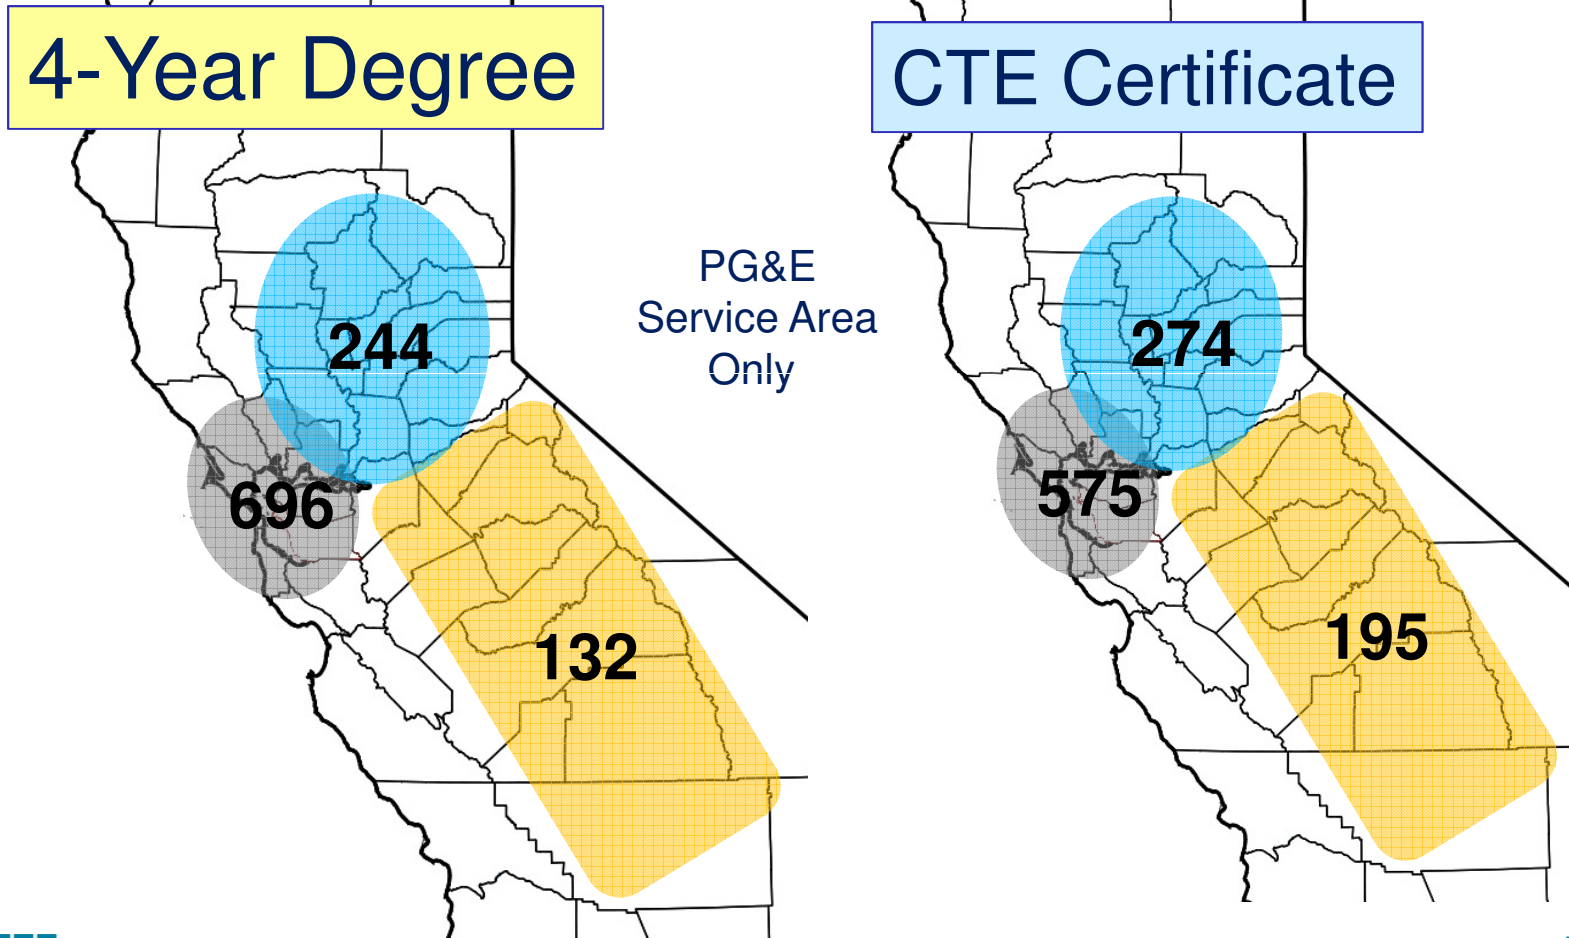 4-Year Degree
CTE Certificate
PG&E
Service Area
Only
244
696
132
274
575
195